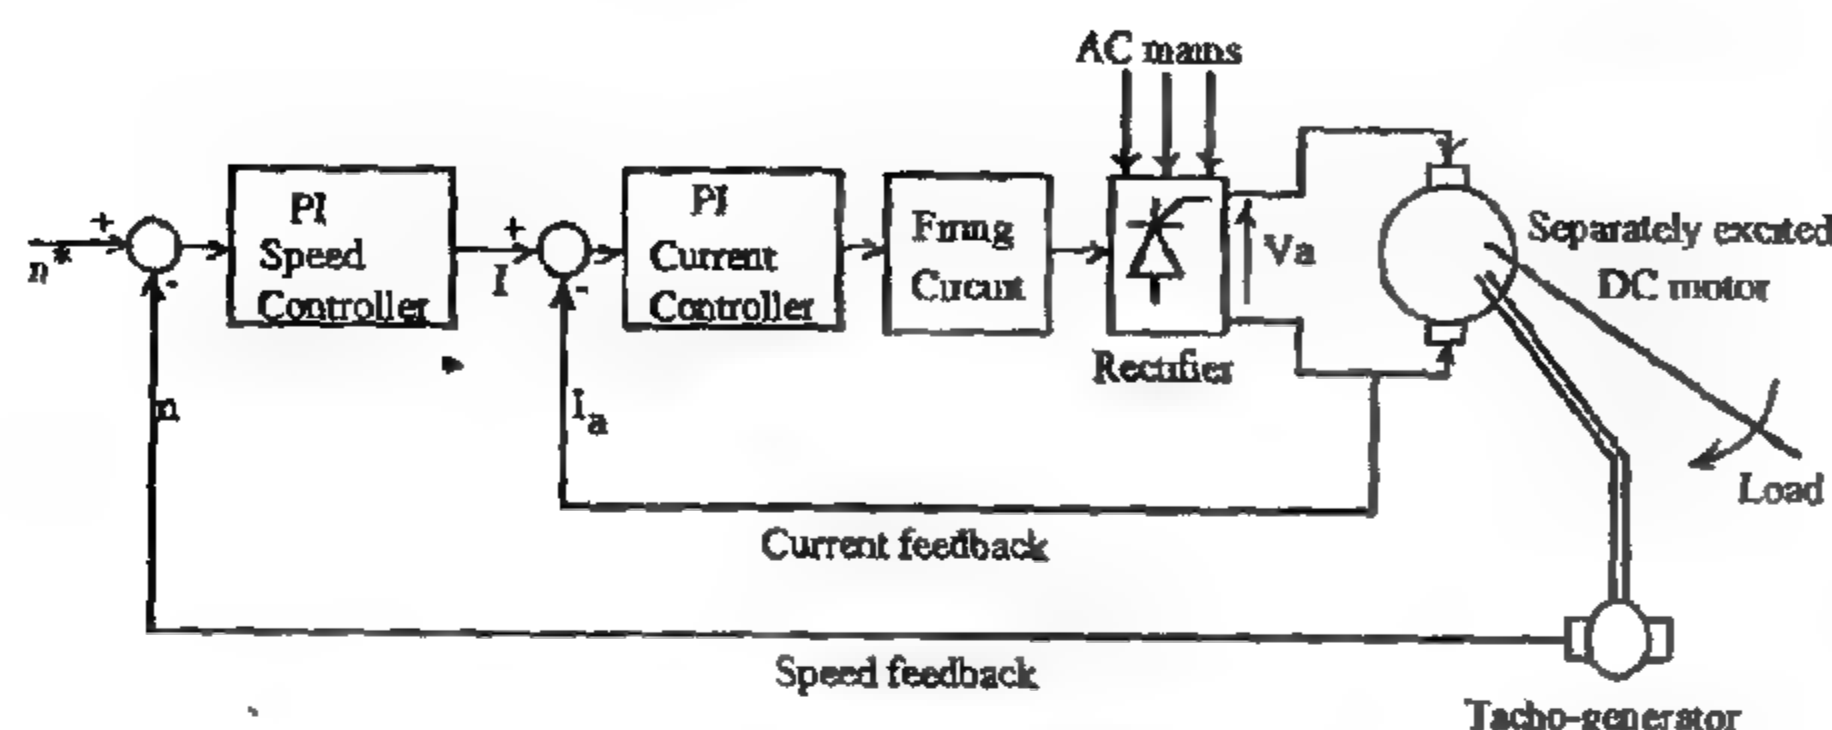 AC mains
PI
Speed
Controller
PI
Current
Controller
Firing
Circuit
Rectifier
Va
Separately excited
DC motor
Load
+
n*
-
n
+
I
-
Ia
Current feedback
Speed feedback
Tacho-generator